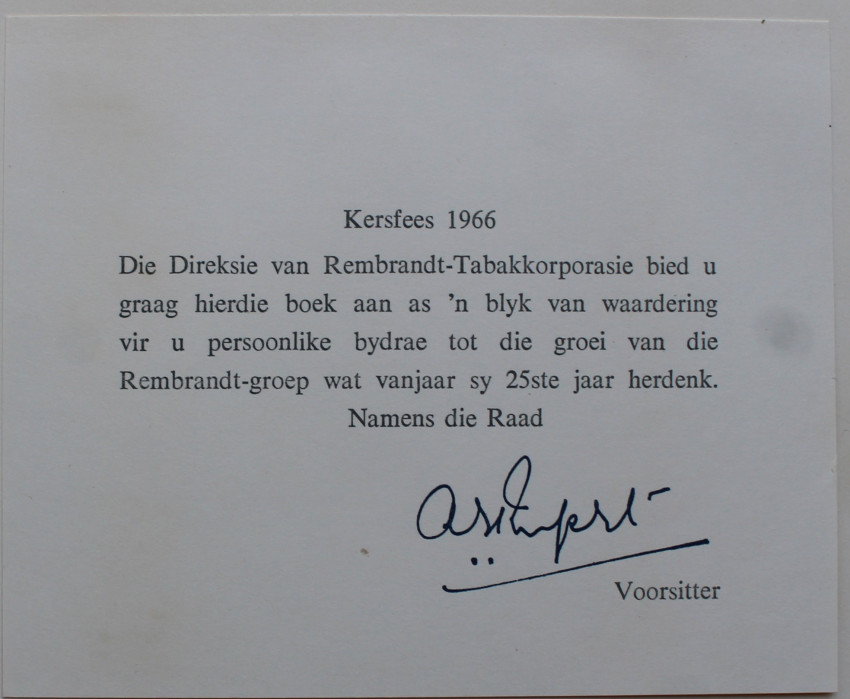 Kersfees 1966
Die Direksie van Rembrandt-Tabakkorporasie bied u
graag hierdie boek aan as 'n blyk van waardering
vir u persoonlike bydrae tot die groei van die
Rembrandt-groep wat vanjaar sy 25ste jaar herdenk.
Namens die Raad
Voorsitter